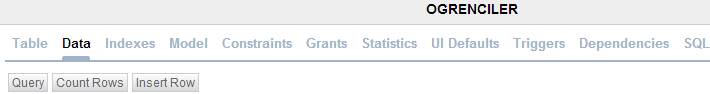 OGRENCILER
Table Data Indexes Model Constraints Grants Statistics UI Defaults Triggers Dependencies SQL
Query Count Rows Insert Row